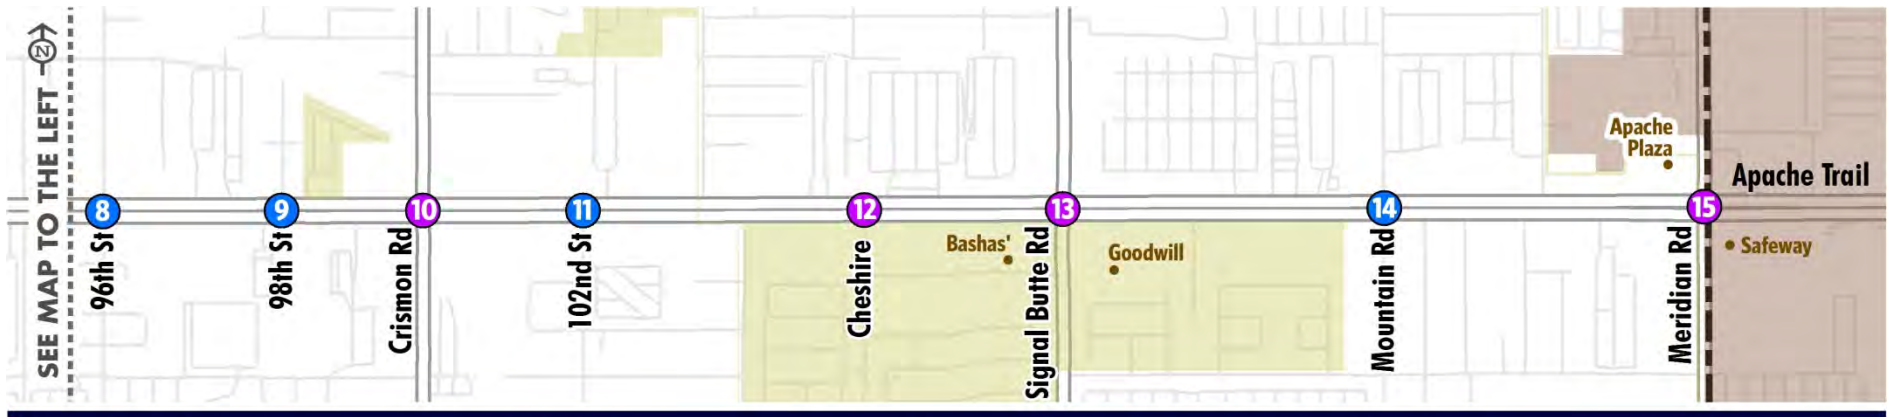 SEE MAP TO THE LEFT
N
Apache
Plaza
Apache Trail
8
9
10
11
12
13
14
15
96th St
98th St
Crismon Rd
102nd St
Cheshire
Bashas'
Signal Butte Rd
Goodwill
Mountain Rd
Meridian Rd
Safeway